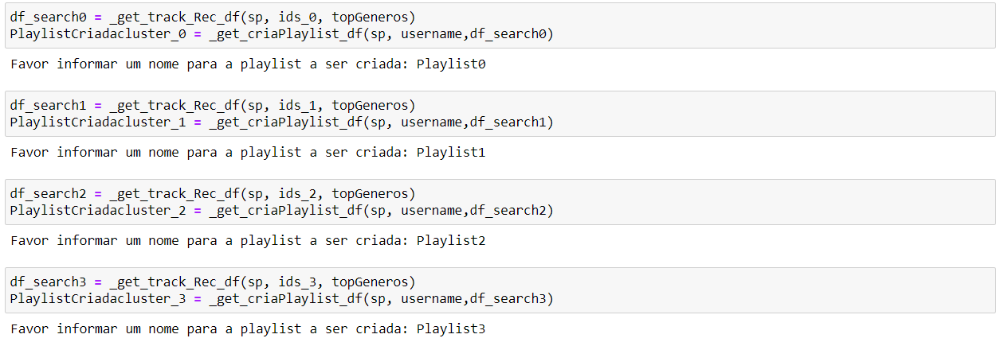 df_search0 = _get_track_Rec_df(sp, ids_0, topGeneros)
PlaylistCriadacluster_0 = _get_criaPlaylist_df(sp, username,df_search0)
Favor informar um nome para a playlist a ser criada: Playlist0
df_search1 = _get_track_Rec_df(sp, ids_1, topGeneros)
PlaylistCriadacluster_1 = _get_criaPlaylist_df(sp, username,df_search1)
Favor informar um nome para a playlist a ser criada: Playlist1
df_search2 = _get_track_Rec_df(sp, ids_2, topGeneros)
PlaylistCriadacluster_2 = _get_criaPlaylist_df(sp, username,df_search2)
Favor informar um nome para a playlist a ser criada: Playlist2
df_search3 = _get_track_Rec_df(sp, ids_3, topGeneros)
PlaylistCriadacluster_3 = _get_criaPlaylist_df(sp, username,df_search3)
Favor informar um nome para a playlist a ser criada: Playlist3